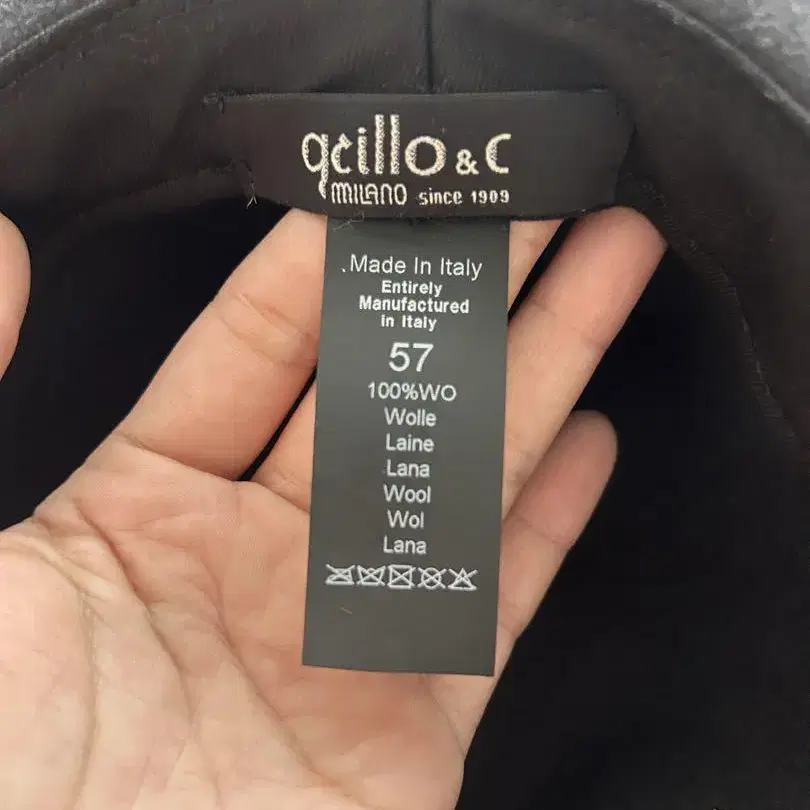 grillo & C
MILANO since 1909
.Made In Italy
Entirely
Manufactured
in Italy
57
100%WO
Wolle
Laine
Lana
Wool
Wol
Lana